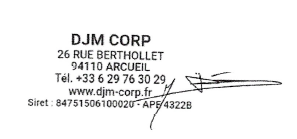 DJM CORP
26 RUE BERTHOLLET
94110 ARCUEIL
Tél. +33 6 29 76 30 29
www.djm-corp.fr
Siret : 84751506100020 - APE 4322B